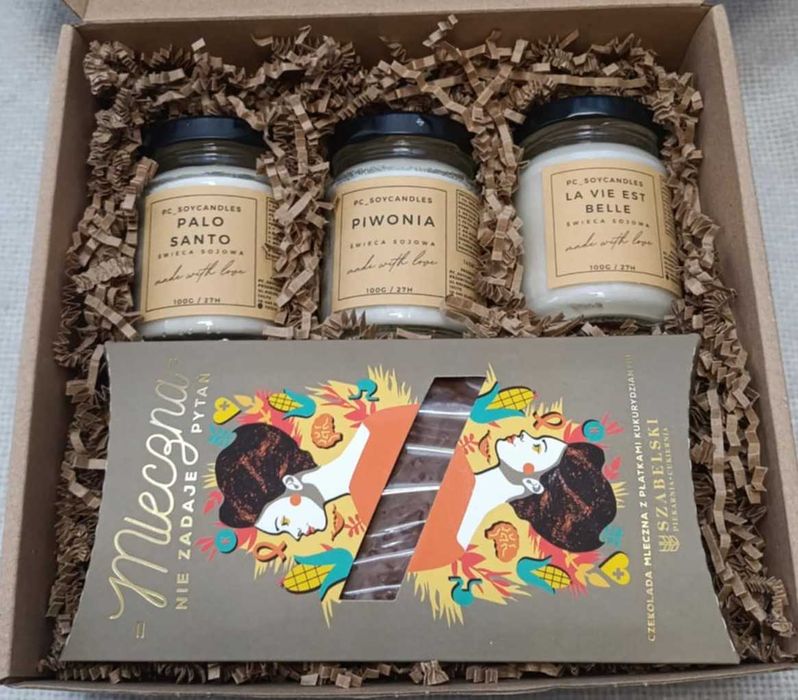 PC_SOYCANDLES
PALO
SANTO
ŚWIECA SOJOWA
made with love
100G / 27H
PC_SOYCANDLES
PIWONIA
ŚWIECA SOJOWA
made with love
100G / 27H
PC_SOYCANDLES
LA VIE EST
BELLE
ŚWIECA SOJOWA
made with love
100G / 27H
Mleczna
NIE ZADAJE PYTAŃ
CZEKOLADA MLECZNA Z PŁATKAMI KUKURYDZIANYMI
SZABELSKI
PIEKARNIA•CUKIERNIA